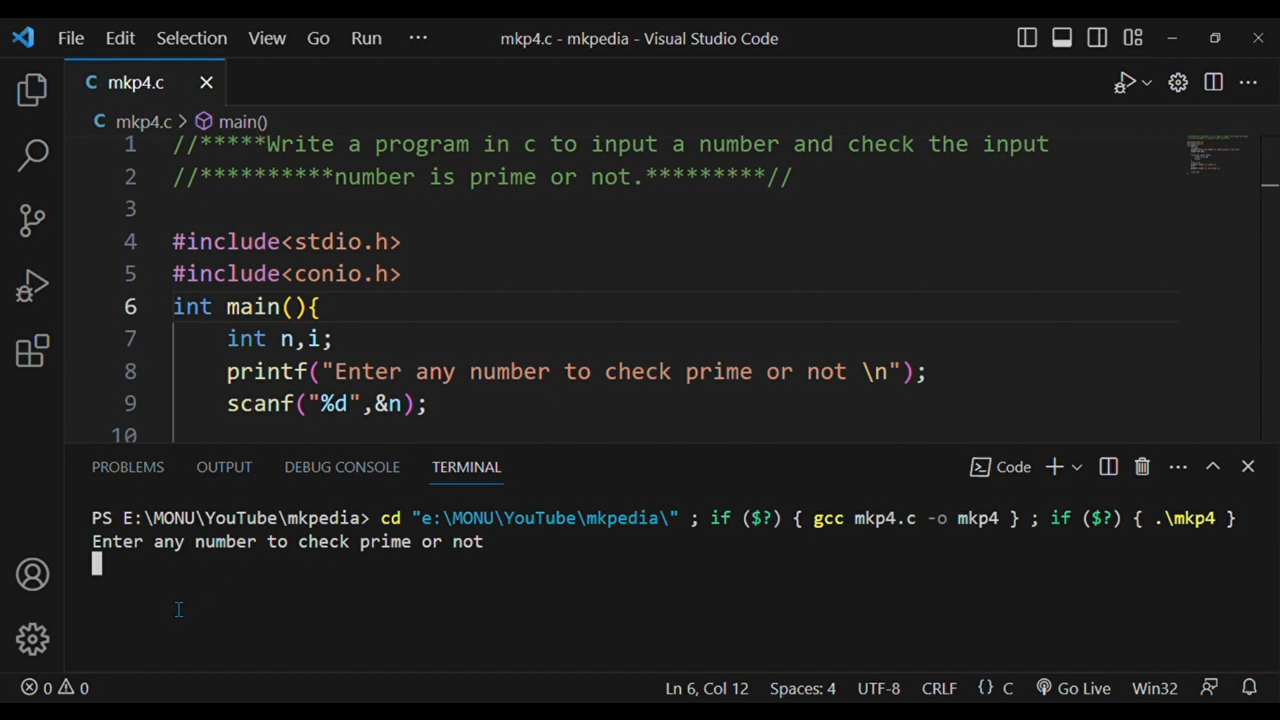 File Edit Selection View Go Run ··· mkp4.c - mkpedia - Visual Studio Code
C mkp4.c
C mkp4.c > main()
1 //*****Write a program in c to input a number and check the input
2 //**********number is prime or not.*********//
3
4 #include<stdio.h>
5 #include<conio.h>
6 int main(){
7 int n,i;
8 printf("Enter any number to check prime or not \n");
9 scanf("%d",&n);
10
PROBLEMS OUTPUT DEBUG CONSOLE TERMINAL Code
PS E:\MONU\YouTube\mkpedia> cd "e:\MONU\YouTube\mkpedia\" ; if ($?) { gcc mkp4.c -o mkp4 } ; if ($?) { .\mkp4 }
Enter any number to check prime or not
0 0 Ln 6, Col 12 Spaces: 4 UTF-8 CRLF {} C Go Live Win32